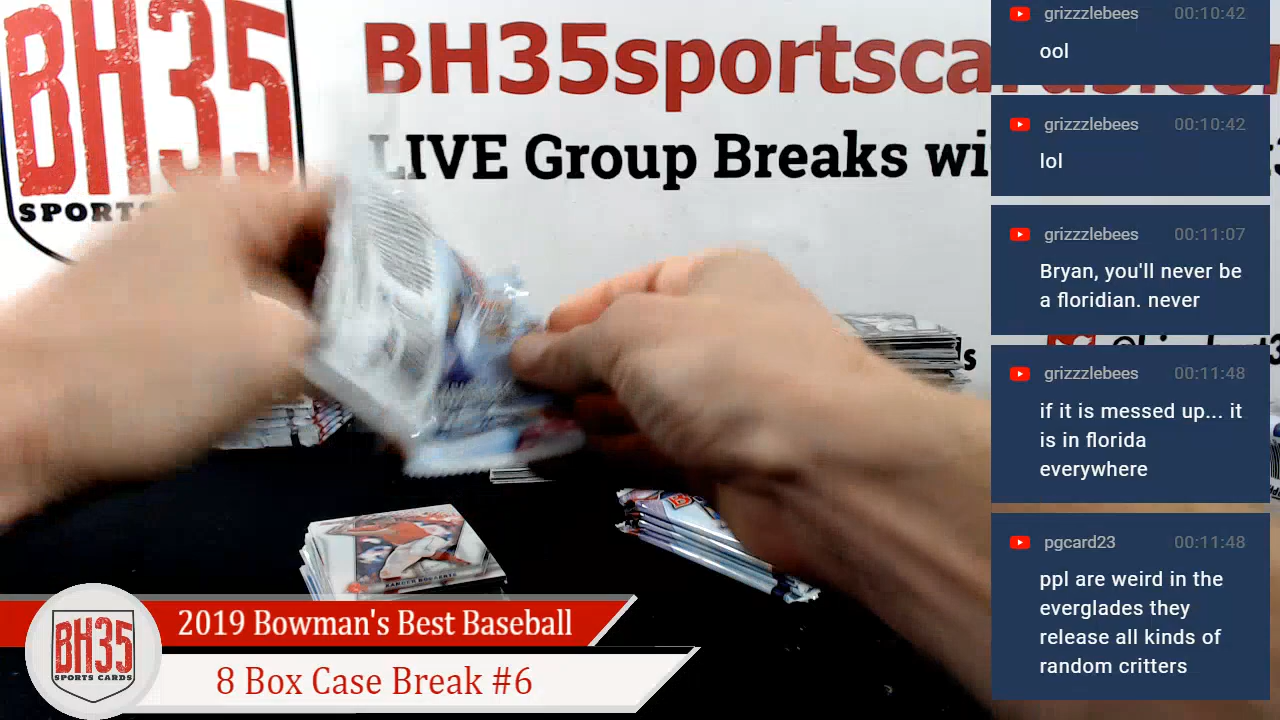 BH35
SPORTS
BH35sportsca
LIVE Group Breaks wi
XANDER BOGAERTS
BH35
SPORTS CARDS
2019 Bowman's Best Baseball
8 Box Case Break #6
grizzzlebees 00:10:42
ool
grizzzlebees 00:10:42
lol
grizzzlebees 00:11:07
Bryan, you'll never be
a floridian. never
grizzzlebees 00:11:48
if it is messed up... it
is in florida
everywhere
pgcard23 00:11:48
ppl are weird in the
everglades they
release all kinds of
random critters